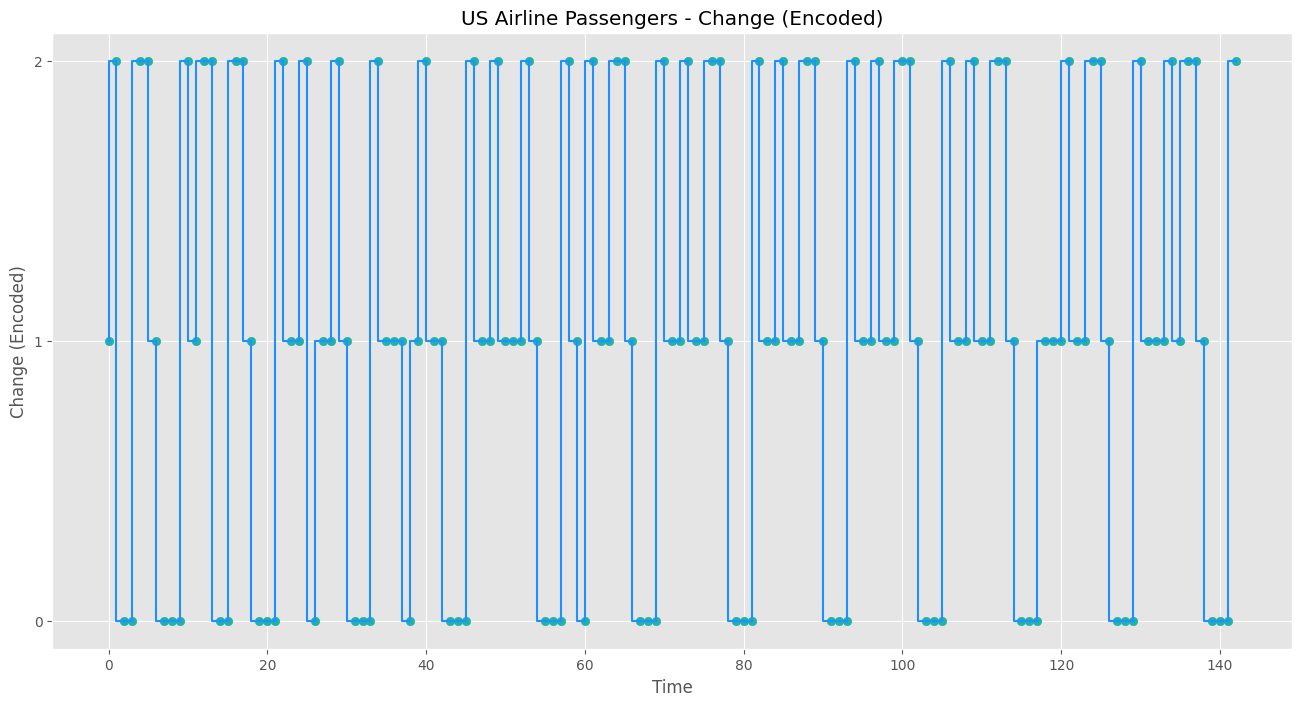 US Airline Passengers - Change (Encoded)
Change (Encoded)
2
1
0
0 20 40 60 80 100 120 140
Time